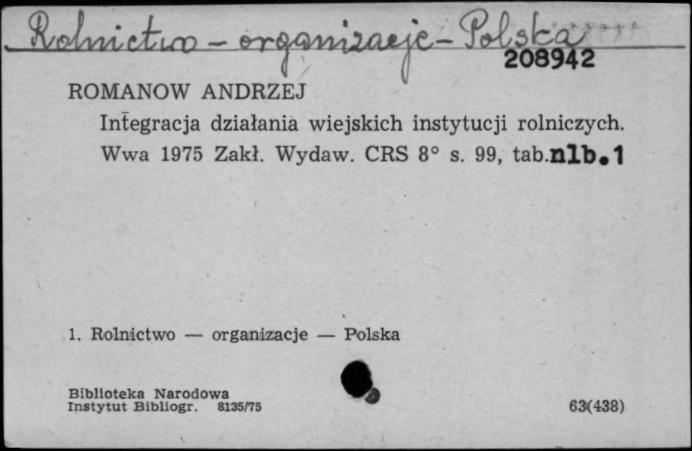 Rolnictwo – organizacje – Polska
208942
ROMANOW ANDRZEJ
Integracja działania wiejskich instytucji rolniczych.
Wwa 1975 Zakł. Wydaw. CRS 8° s. 99, tab.nlb.1
1. Rolnictwo — organizacje — Polska
Biblioteka Narodowa
Instytut Bibliogr. 8135/75
63(438)